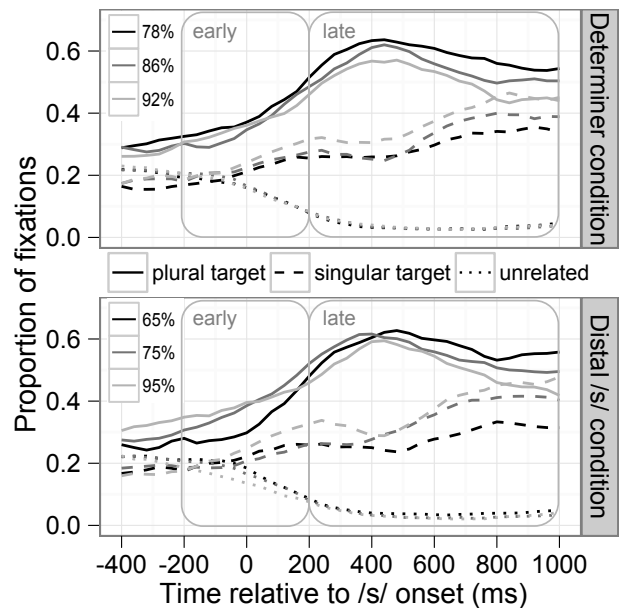 Proportion of fixations
0.6
0.4
0.2
0.0
78%
86%
92%
early
late
Determiner condition
plural target
singular target
unrelated
0.6
0.4
0.2
0.0
65%
75%
95%
early
late
Distal /s/ condition
-400 -200 0 200 400 600 800 1000
Time relative to /s/ onset (ms)